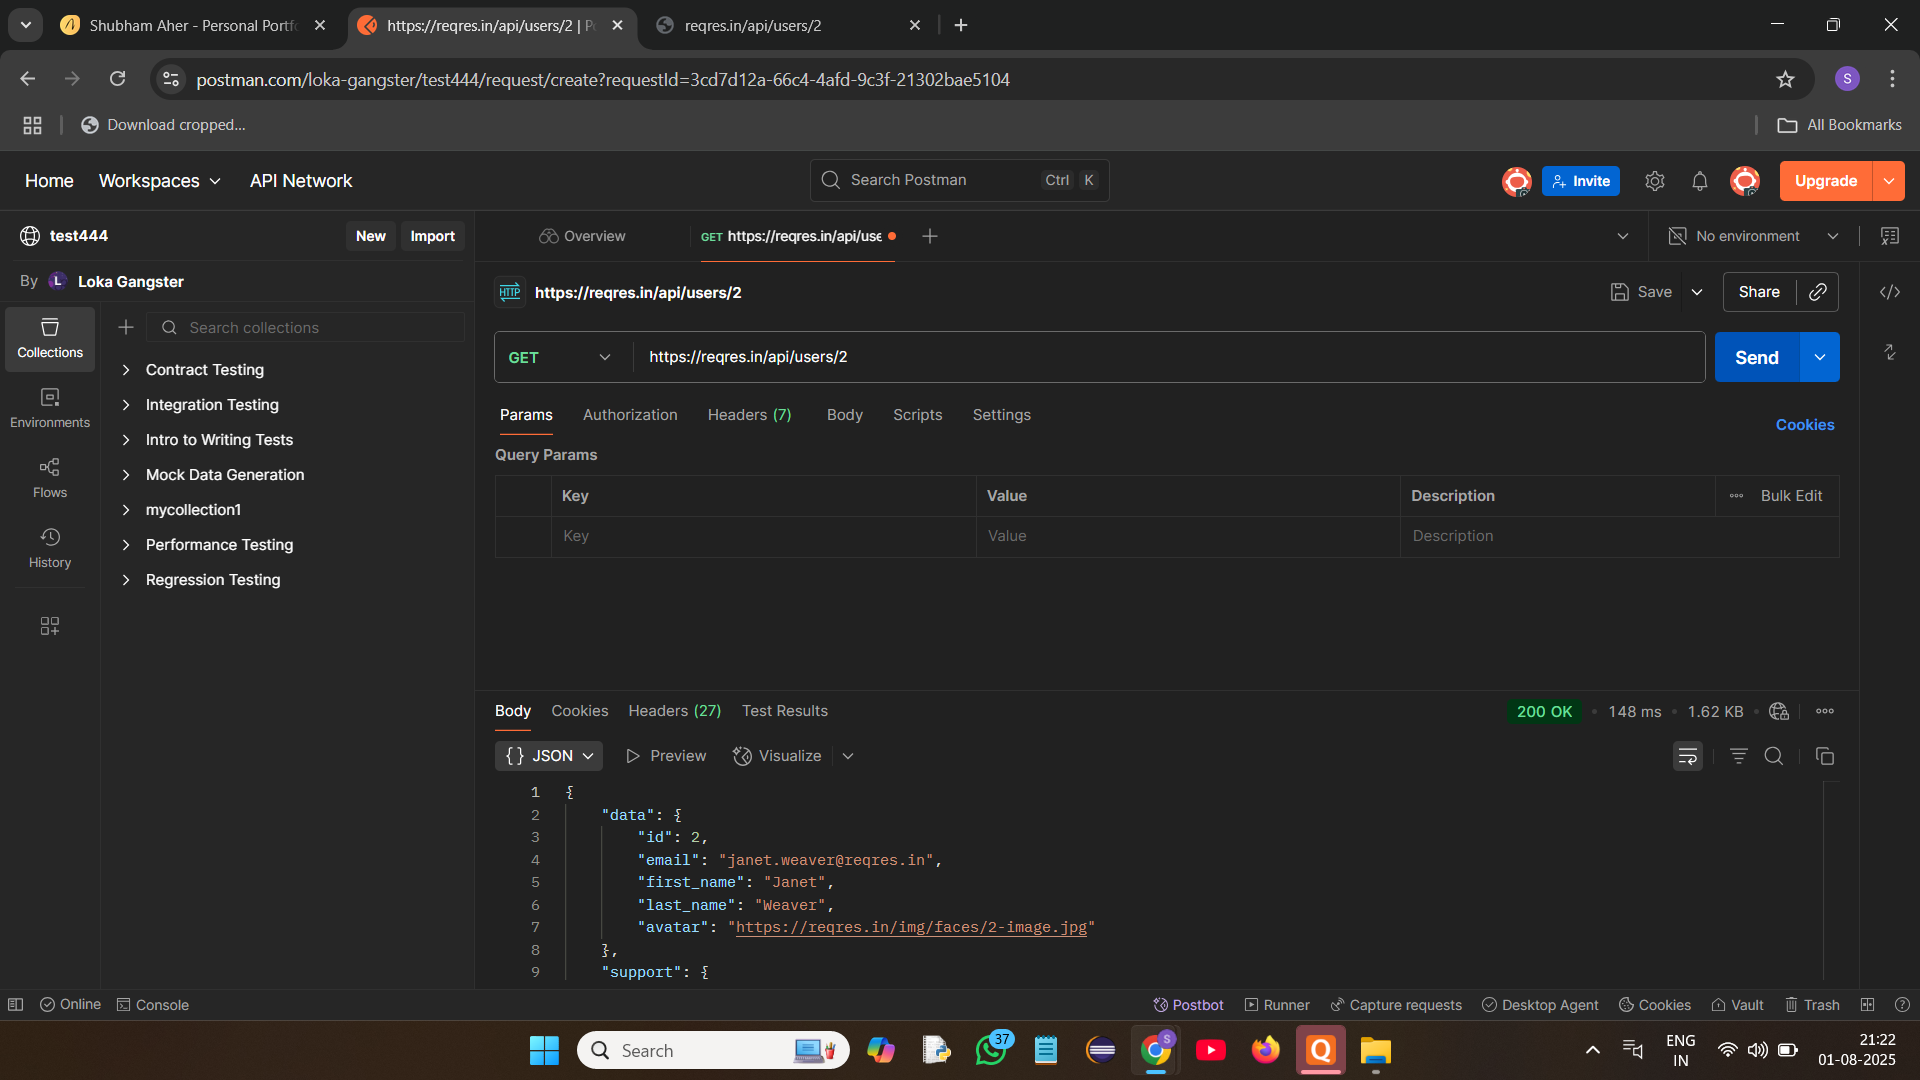 Shubham Aher - Personal Portf
https://reqres.in/api/users/2 | P
reqres.in/api/users/2
postman.com/loka-gangster/test444/request/create?requestId=3cd7d12a-66c4-4afd-9c3f-21302bae5104
S
Download cropped...
All Bookmarks
Home
Workspaces
API Network
Search Postman
Ctrl K
Invite
Upgrade
test444
New
Import
Overview
GET https://reqres.in/api/use
No environment
By L Loka Gangster
HTTP https://reqres.in/api/users/2
Save
Share
Collections
Search collections
Environments
Flows
History
Contract Testing
Integration Testing
Intro to Writing Tests
Mock Data Generation
mycollection1
Performance Testing
Regression Testing
GET
https://reqres.in/api/users/2
Send
Params
Authorization
Headers (7)
Body
Scripts
Settings
Cookies
Query Params
Key
Value
Description
Bulk Edit
Key
Value
Description
Body
Cookies
Headers (27)
Test Results
200 OK
148 ms
1.62 KB
{} JSON
Preview
Visualize
1 {
2 "data": {
3 "id": 2,
4 "email": "janet.weaver@reqres.in",
5 "first_name": "Janet",
6 "last_name": "Weaver",
7 "avatar": "https://reqres.in/img/faces/2-image.jpg"
8 },
9 "support": {
Online
Console
Postbot
Runner
Capture requests
Desktop Agent
Cookies
Vault
Trash
Search
37
S
Q
ENG
IN
21:22
01-08-2025